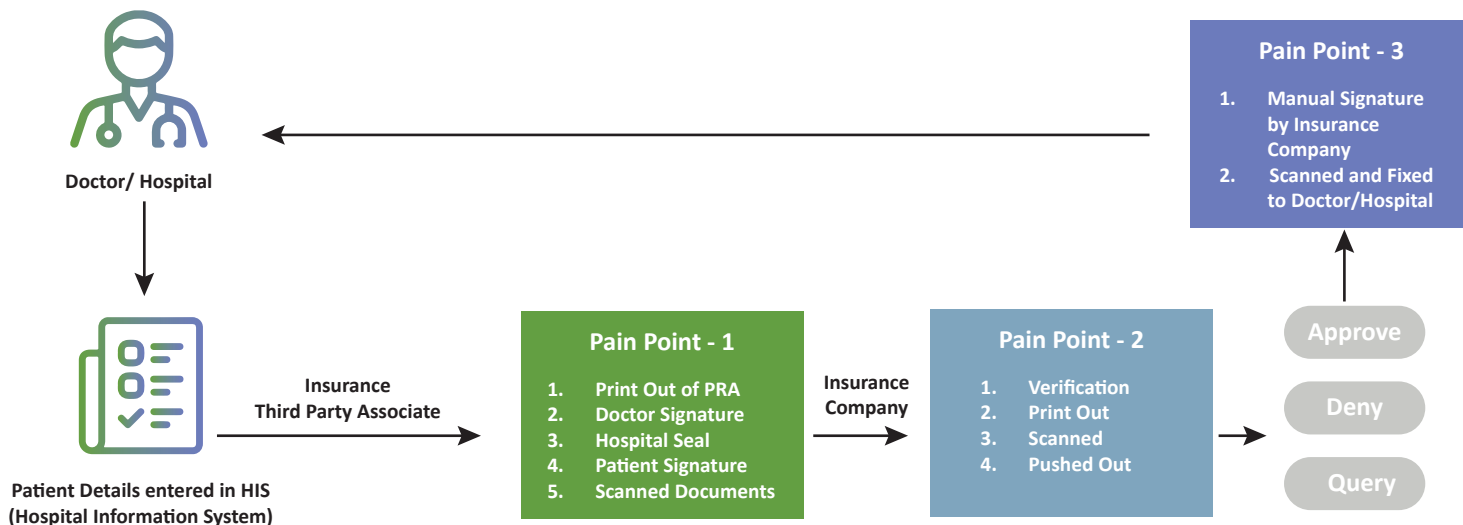 Doctor/ Hospital
Patient Details entered in HIS
(Hospital Information System)
Insurance
Third Party Associate
Pain Point - 1
1. Print Out of PRA
2. Doctor Signature
3. Hospital Seal
4. Patient Signature
5. Scanned Documents
Insurance
Company
Pain Point - 2
1. Verification
2. Print Out
3. Scanned
4. Pushed Out
Approve
Deny
Query
Pain Point - 3
1. Manual Signature
by Insurance
Company
2. Scanned and Fixed
to Doctor/Hospital